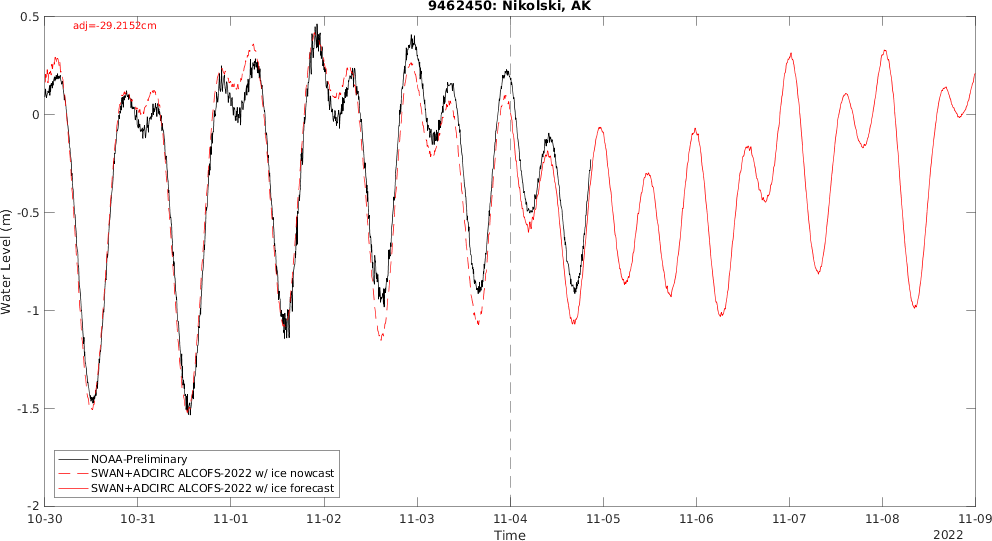 9462450: Nikolski, AK
adj=-29.2152cm
0.5
0
-0.5
-1
-1.5
-2
Water Level (m)
NOAA-Preliminary
SWAN+ADCIRC ALCOFS-2022 w/ ice nowcast
SWAN+ADCIRC ALCOFS-2022 w/ ice forecast
10-30 10-31 11-01 11-02 11-03 11-04 11-05 11-06 11-07 11-08 11-09
Time
2022